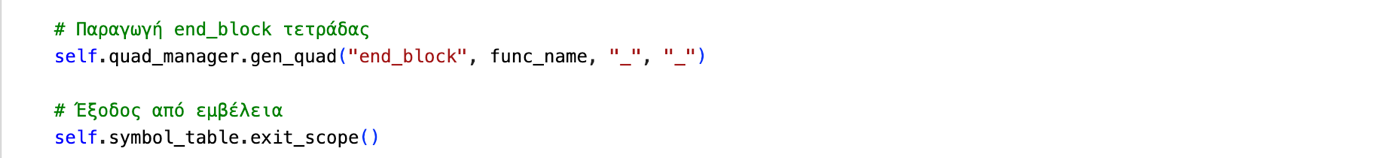 # Παραγωγή end_block τετράδας
self.quad_manager.gen_quad("end_block", func_name, "_", "_")
# Έξοδος από εμβέλεια
self.symbol_table.exit_scope()